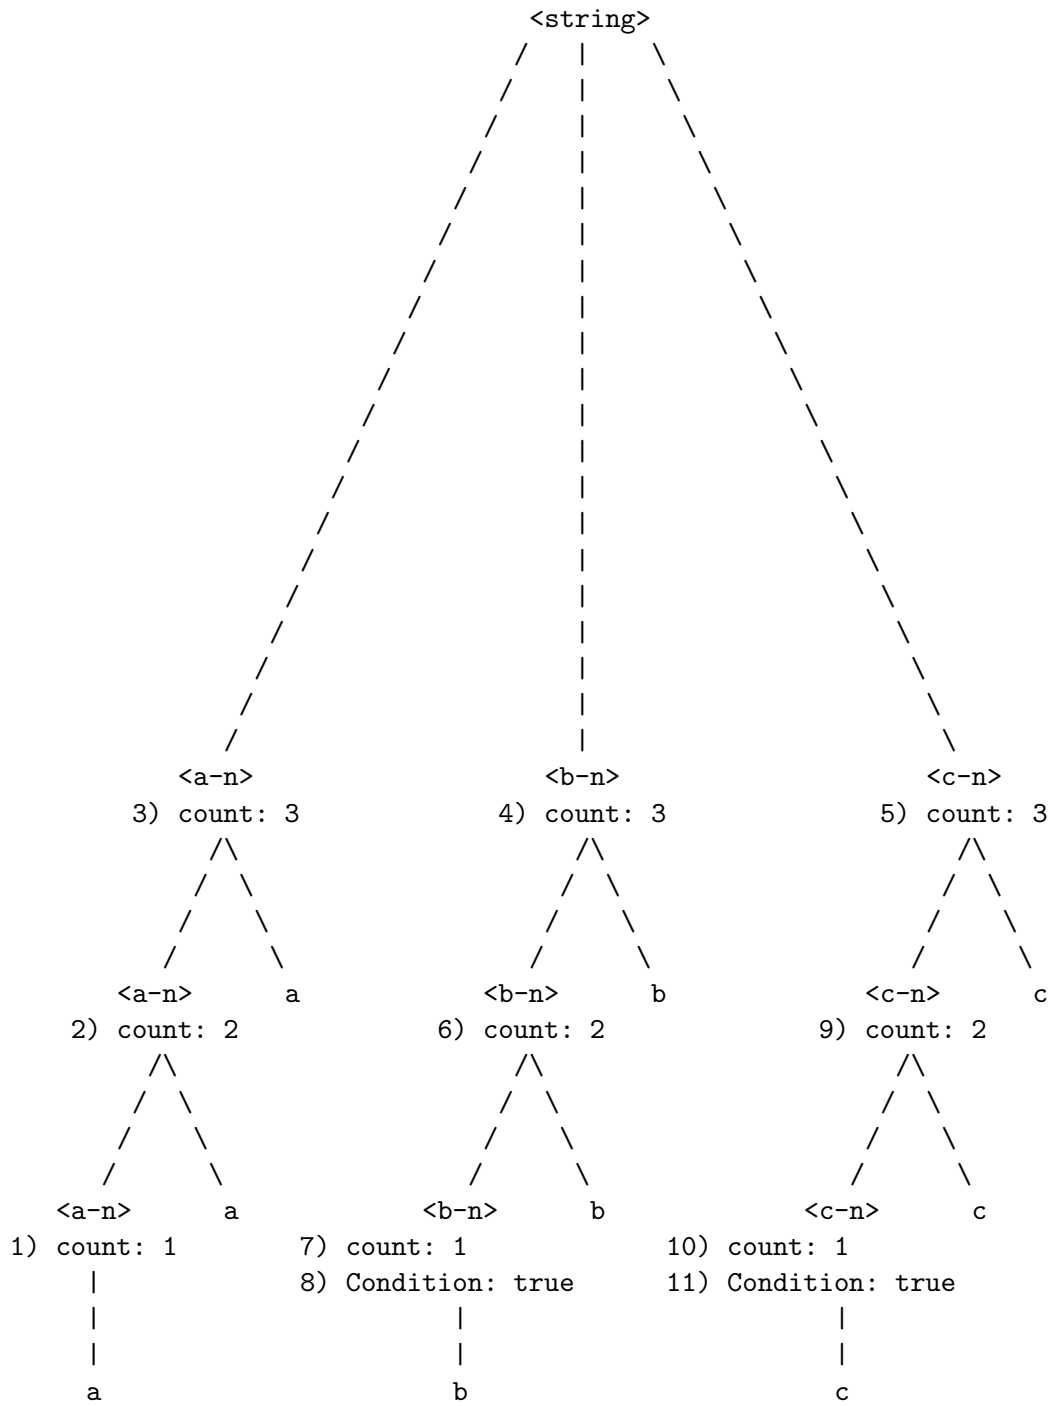 <string>
<a-n> <b-n> <c-n>
3) count: 3 4) count: 3 5) count: 3
<a-n> a <b-n> b <c-n> c
2) count: 2 6) count: 2 9) count: 2
<a-n> a <b-n> b <c-n> c
1) count: 1 7) count: 1 10) count: 1
8) Condition: true 11) Condition: true
a b c